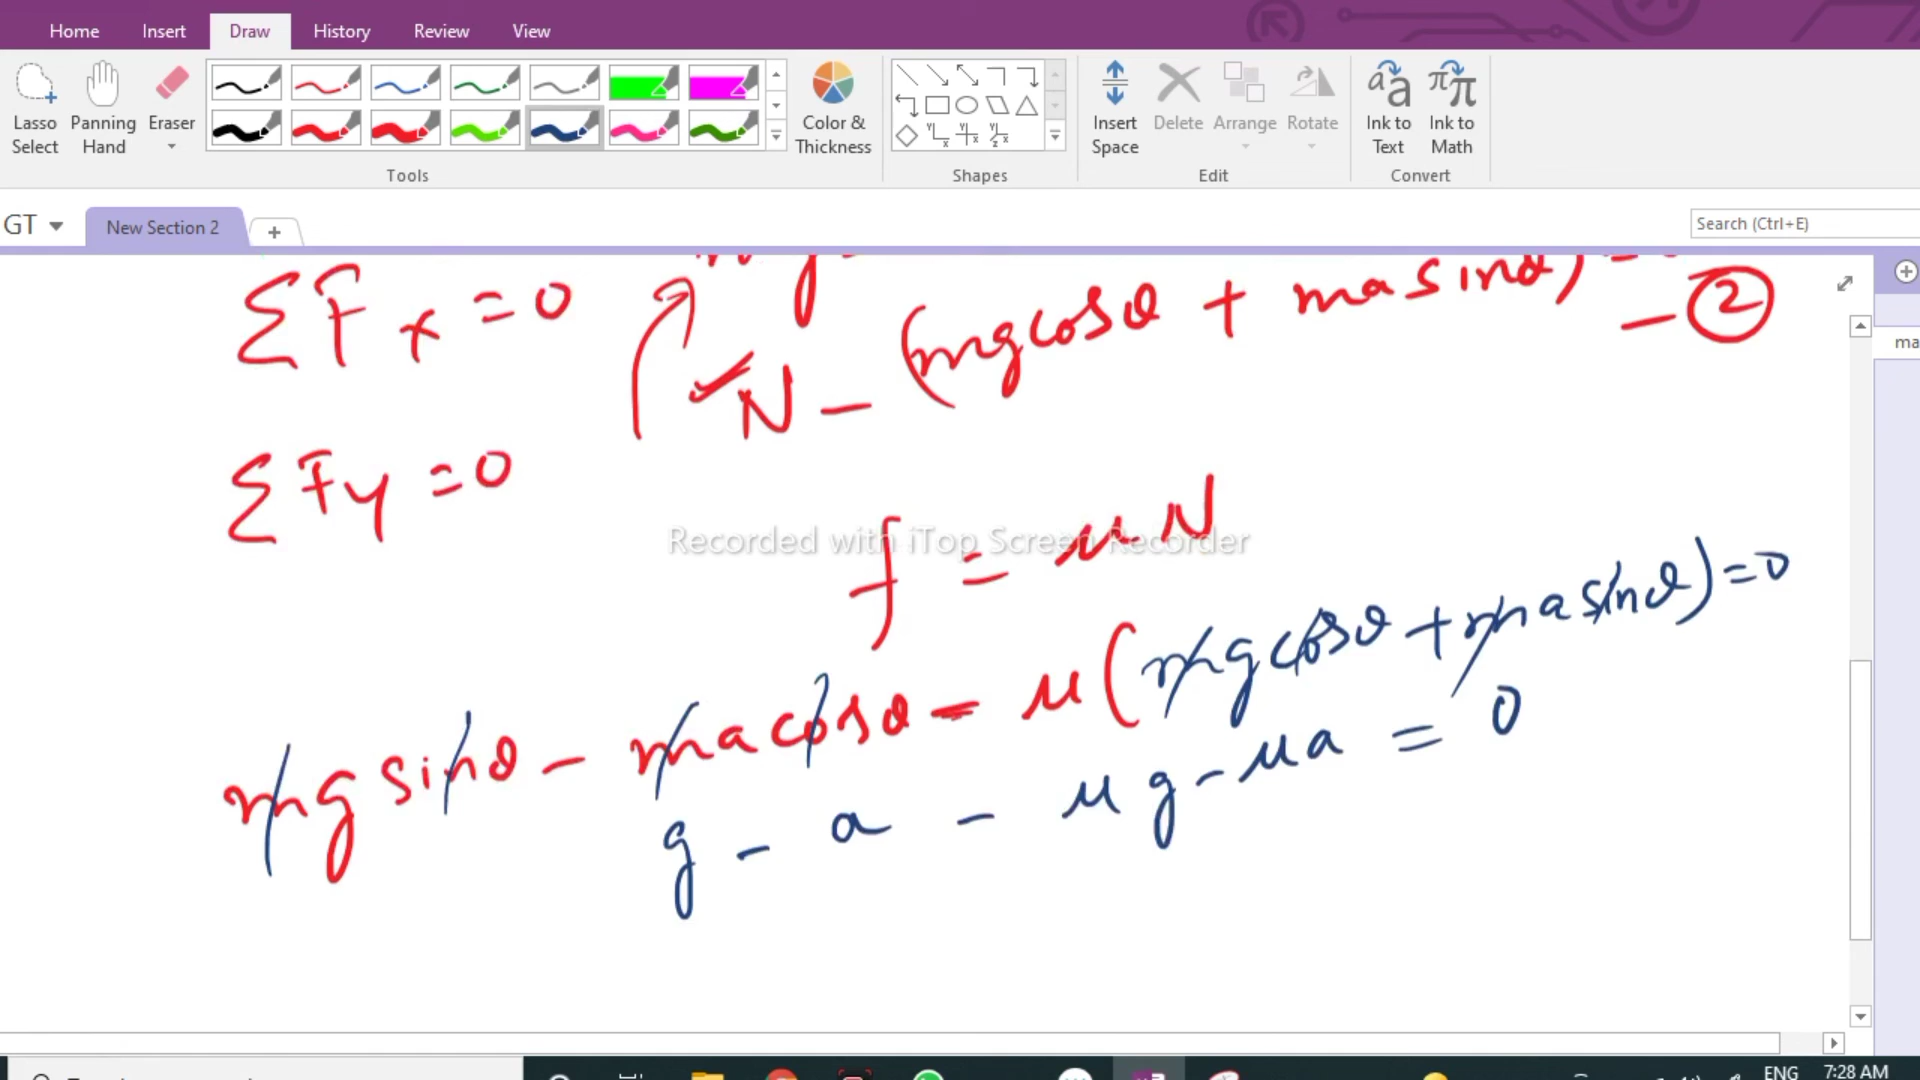 Home Insert Draw History Review View
Lasso Select Panning Hand Eraser Color & Thickness Insert Space Delete Arrange Rotate Ink to Text Ink to Math
Tools Shapes Edit Convert
GT New Section 2 + Search (Ctrl+E)
ΣFx = 0
N - (mg cosθ + ma sinθ) = 
- ②
ma
ΣFy = 0
f = μN
Recorded with iTop Screen Recorder
mg sinθ - ma cosθ - μ(mg cosθ + ma sinθ) = 0
g - a - μg - μa = 0
ENG 7:28 AM